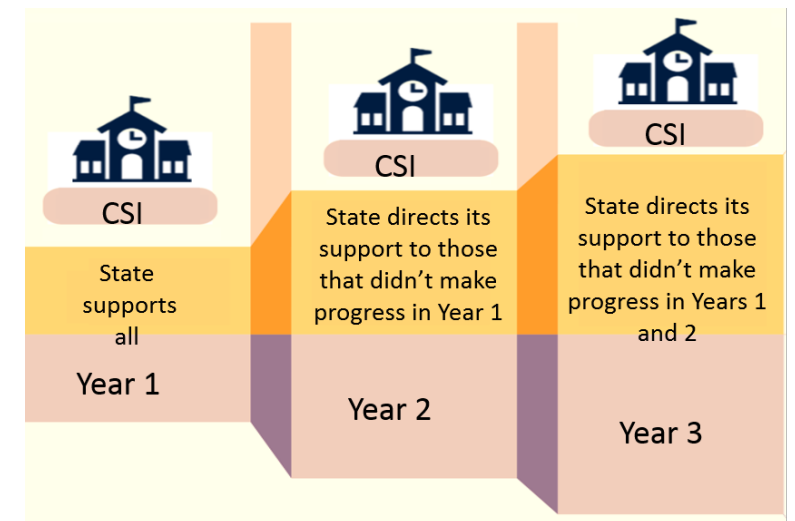 CSI
State
supports
all
Year 1
CSI
State directs its
support to those
that didn’t make
progress in Year 1
Year 2
CSI
State directs its
support to those
that didn’t make
progress in Years 1
and 2
Year 3